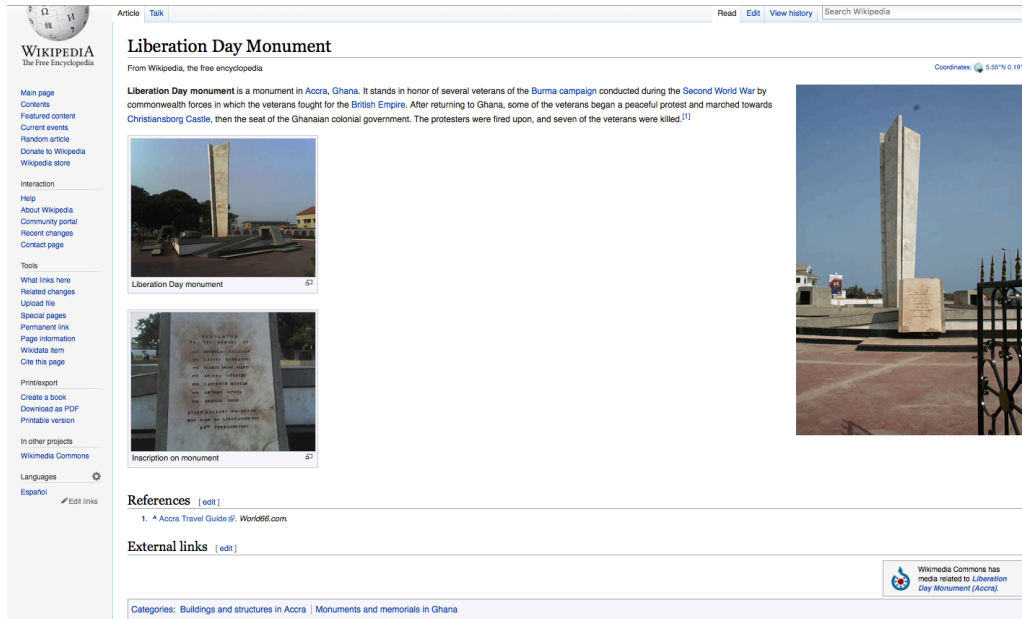 WIKIPEDIA
The Free Encyclopedia
Main page
Contents
Featured content
Current events
Random article
Donate to Wikipedia
Wikipedia store
Interaction
Help
About Wikipedia
Community portal
Recent changes
Contact page
Tools
What links here
Related changes
Upload file
Special pages
Permanent link
Page information
Wikidata item
Cite this page
Print/export
Create a book
Download as PDF
Printable version
In other projects
Wikimedia Commons
Languages
Español
Edit links
Article Talk
Read Edit View history Search Wikipedia
Liberation Day Monument
From Wikipedia, the free encyclopedia
Coordinates: 5.55°N 0.19°
Liberation Day monument is a monument in Accra, Ghana. It stands in honor of several veterans of the Burma campaign conducted during the Second World War by
commonwealth forces in which the veterans fought for the British Empire. After returning to Ghana, some of the veterans began a peaceful protest and marched towards
Christiansborg Castle, then the seat of the Ghanaian colonial government. The protesters were fired upon, and seven of the veterans were killed.[1]
Liberation Day monument
TO THE MEMORY OF
Inscription on monument
References [ edit ]
1. ^ Accra Travel Guide. World66.com.
External links [ edit ]
Wikimedia Commons has
media related to Liberation
Day Monument (Accra).
Categories: Buildings and structures in Accra | Monuments and memorials in Ghana